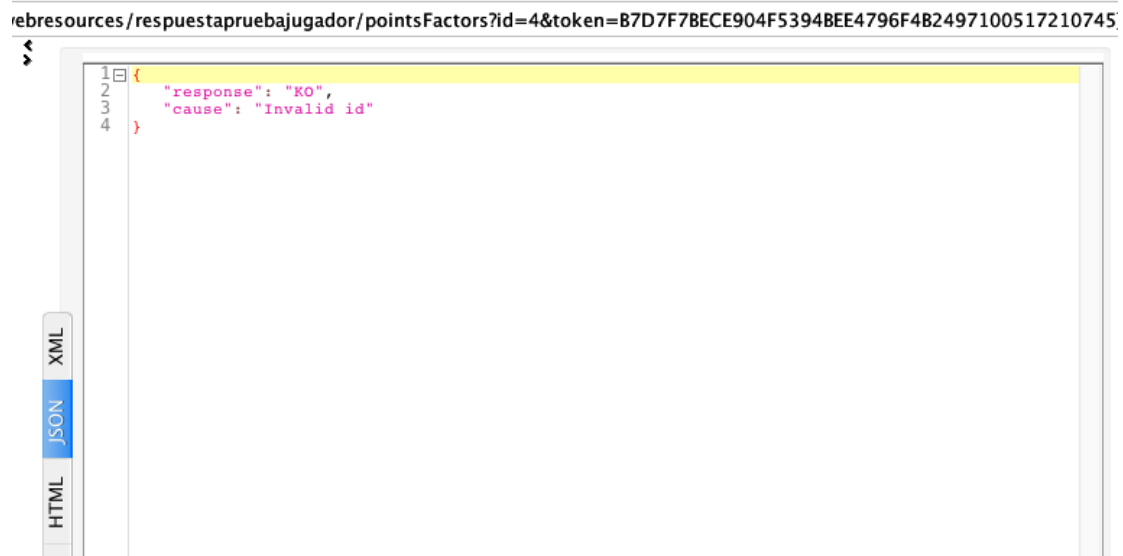 ebresources/respuestapruebajugador/pointsFactors?id=4&token=B7D7F7BECE904F5394BEE4796F4B2497100517210745
1 {
2 "response": "KO",
3 "cause": "Invalid id"
4 }
XML
JSON
HTML